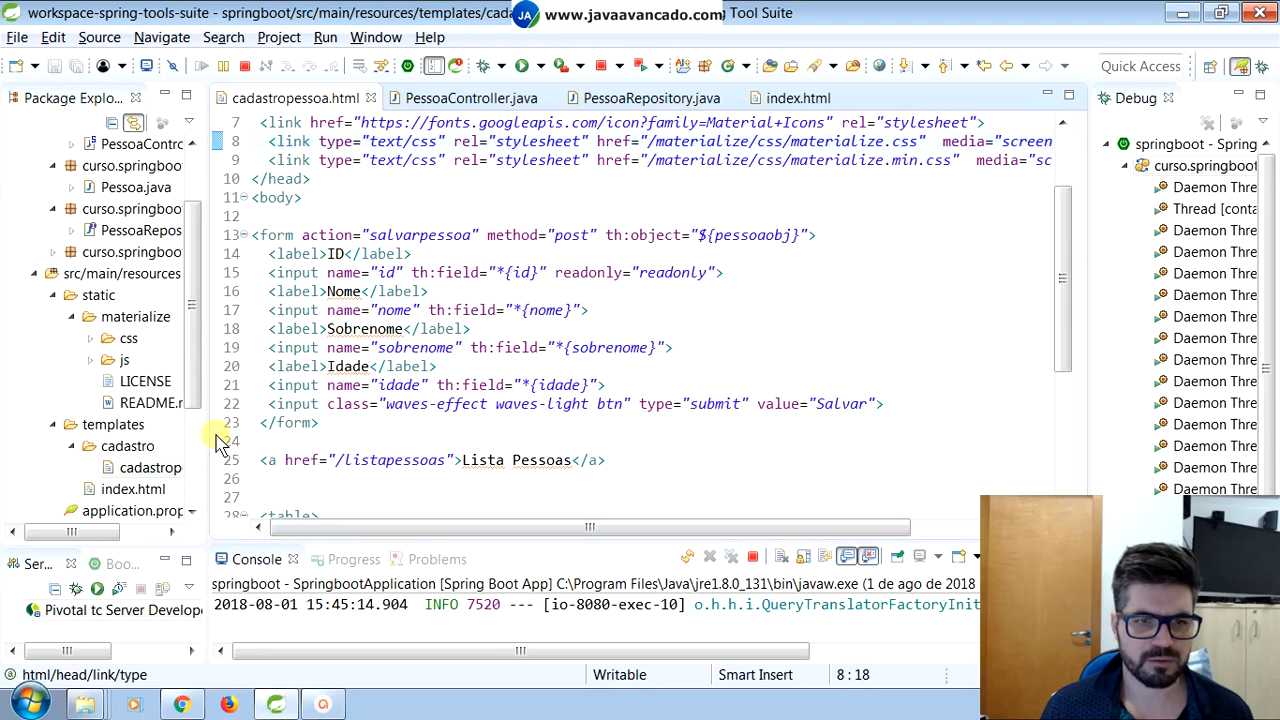 workspace-spring-tools-suite - springboot/src/main/resources/templates/cada
www.javaavancado.com
Tool Suite
File Edit Source Navigate Search Project Run Window Help
Quick Access
Package Explo...
cadastropessoa.html
PessoaController.java
PessoaRepository.java
index.html
Debug
PessoaContro
curso.springboo
Pessoa.java
curso.springboo
PessoaRepos
curso.springboo
src/main/resources
static
materialize
css
js
LICENSE
README.r
templates
cadastro
cadastrop
index.html
application.prop
7 <link href="https://fonts.googleapis.com/icon?family=Material+Icons" rel="stylesheet">
8 <link type="text/css" rel="stylesheet" href="/materialize/css/materialize.css" media="screen
9 <link type="text/css" rel="stylesheet" href="/materialize/css/materialize.min.css" media="sc
10 </head>
11 <body>
12
13 <form action="salvarpessoa" method="post" th:object="${pessoaobj}">
14 <label>ID</label>
15 <input name="id" th:field="*{id}" readonly="readonly">
16 <label>Nome</label>
17 <input name="nome" th:field="*{nome}">
18 <label>Sobrenome</label>
19 <input name="sobrenome" th:field="*{sobrenome}">
20 <label>Idade</label>
21 <input name="idade" th:field="*{idade}">
22 <input class="waves-effect waves-light btn" type="submit" value="Salvar">
23 </form>
24
25 <a href="/listapessoas">Lista Pessoas</a>
26
27
28 <table>
springboot - Spring
curso.springboot
Daemon Thre
Thread [conta
Daemon Thre
Daemon Thre
Daemon Thre
Daemon Thre
Daemon Thre
Daemon Thre
Daemon Thre
Daemon Thre
Daemon Thre
Daemon Thre
Daemon Thre
Daemon Thre
Daemon Thre
Ser...
Boo...
Pivotal tc Server Develope
Console
Progress
Problems
springboot - SpringbootApplication [Spring Boot App] C:\Program Files\Java\jre1.8.0_131\bin\javaw.exe (1 de ago de 2018
2018-08-01 15:45:14.904 INFO 7520 --- [io-8080-exec-10] o.h.h.i.QueryTranslatorFactoryInit
html/head/link/type
Writable
Smart Insert
8 : 18